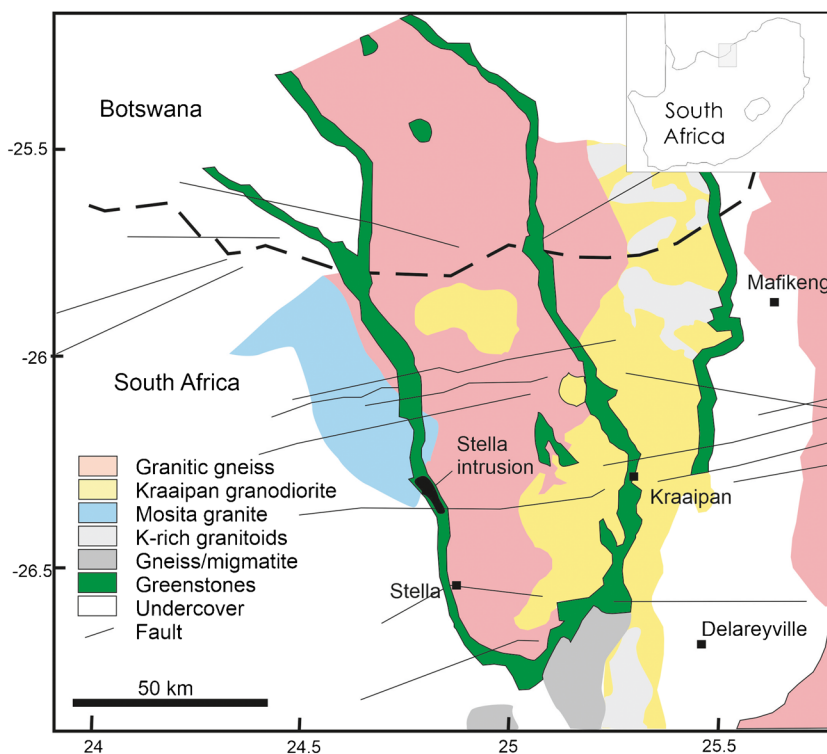 Botswana
South
Africa
-25.5
Mafikeng
-26
South Africa
Stella
intrusion
Granitic gneiss
Kraaipan granodiorite
Mosita granite
K-rich granitoids
Gneiss/migmatite
Greenstones
Undercover
Fault
Kraaipan
-26.5
Stella
Delareyville
50 km
24
24.5
25
25.5